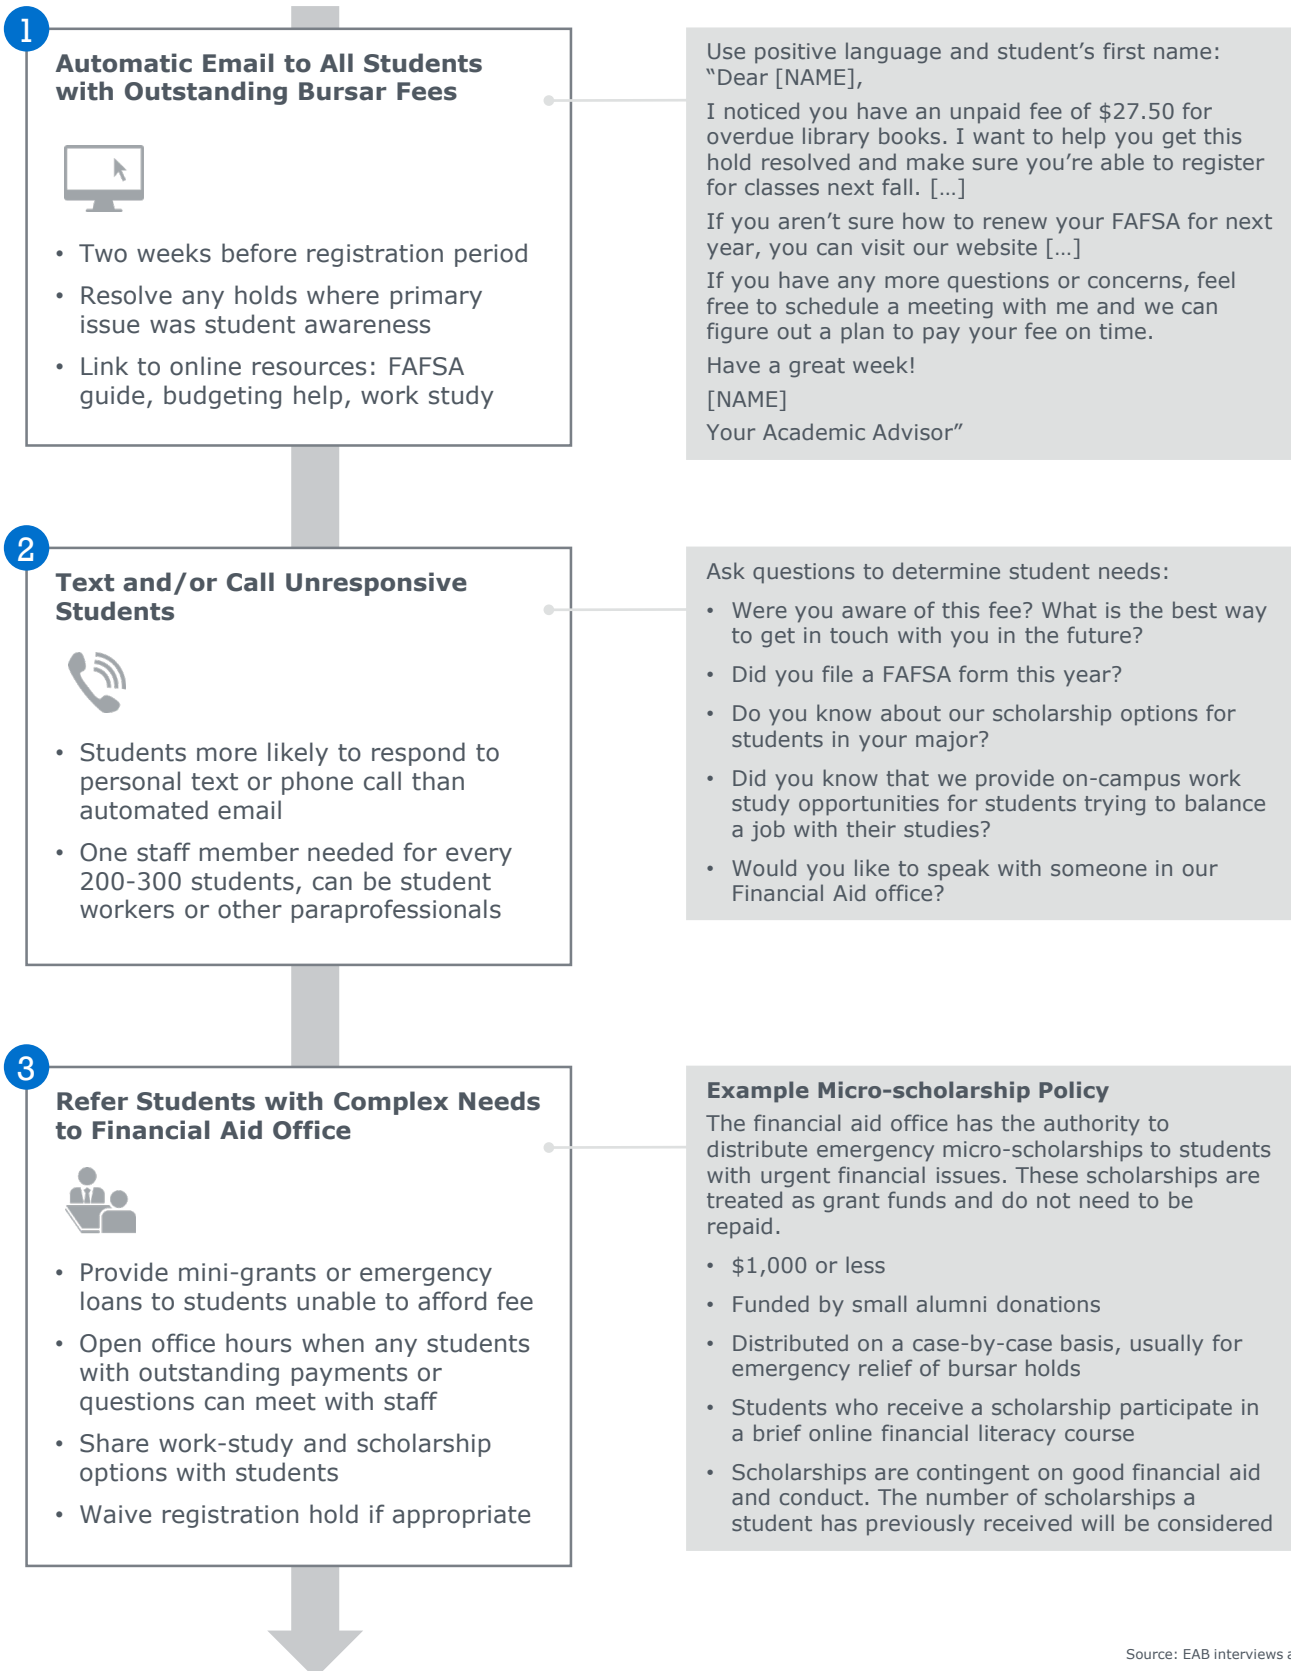 1
Automatic Email to All Students
with Outstanding Bursar Fees
• Two weeks before registration period
• Resolve any holds where primary
issue was student awareness
• Link to online resources: FAFSA
guide, budgeting help, work study
Use positive language and student’s first name:
“Dear [NAME],
I noticed you have an unpaid fee of $27.50 for
overdue library books. I want to help you get this
hold resolved and make sure you’re able to register
for classes next fall. […]
If you aren’t sure how to renew your FAFSA for next
year, you can visit our website […]
If you have any more questions or concerns, feel
free to schedule a meeting with me and we can
figure out a plan to pay your fee on time.
Have a great week!
[NAME]
Your Academic Advisor”
2
Text and/or Call Unresponsive
Students
• Students more likely to respond to
personal text or phone call than
automated email
• One staff member needed for every
200-300 students, can be student
workers or other paraprofessionals
Ask questions to determine student needs:
• Were you aware of this fee? What is the best way
to get in touch with you in the future?
• Did you file a FAFSA form this year?
• Do you know about our scholarship options for
students in your major?
• Did you know that we provide on-campus work
study opportunities for students trying to balance
a job with their studies?
• Would you like to speak with someone in our
Financial Aid office?
3
Refer Students with Complex Needs
to Financial Aid Office
• Provide mini-grants or emergency
loans to students unable to afford fee
• Open office hours when any students
with outstanding payments or
questions can meet with staff
• Share work-study and scholarship
options with students
• Waive registration hold if appropriate
Example Micro-scholarship Policy
The financial aid office has the authority to
distribute emergency micro-scholarships to students
with urgent financial issues. These scholarships are
treated as grant funds and do not need to be
repaid.
• $1,000 or less
• Funded by small alumni donations
• Distributed on a case-by-case basis, usually for
emergency relief of bursar holds
• Students who receive a scholarship participate in
a brief online financial literacy course
• Scholarships are contingent on good financial aid
and conduct. The number of scholarships a
student has previously received will be considered
Source: EAB interviews a